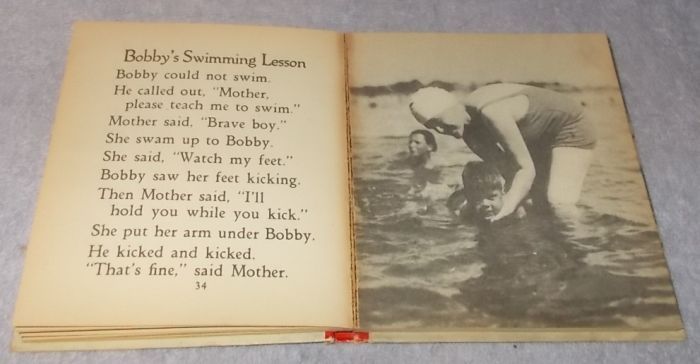 Bobby's Swimming Lesson
Bobby could not swim.
He called out, "Mother,
please teach me to swim."
Mother said, "Brave boy."
She swam up to Bobby.
She said, "Watch my feet."
Bobby saw her feet kicking.
Then Mother said, "I'll
hold you while you kick."
She put her arm under Bobby.
He kicked and kicked.
"That's fine," said Mother.
34